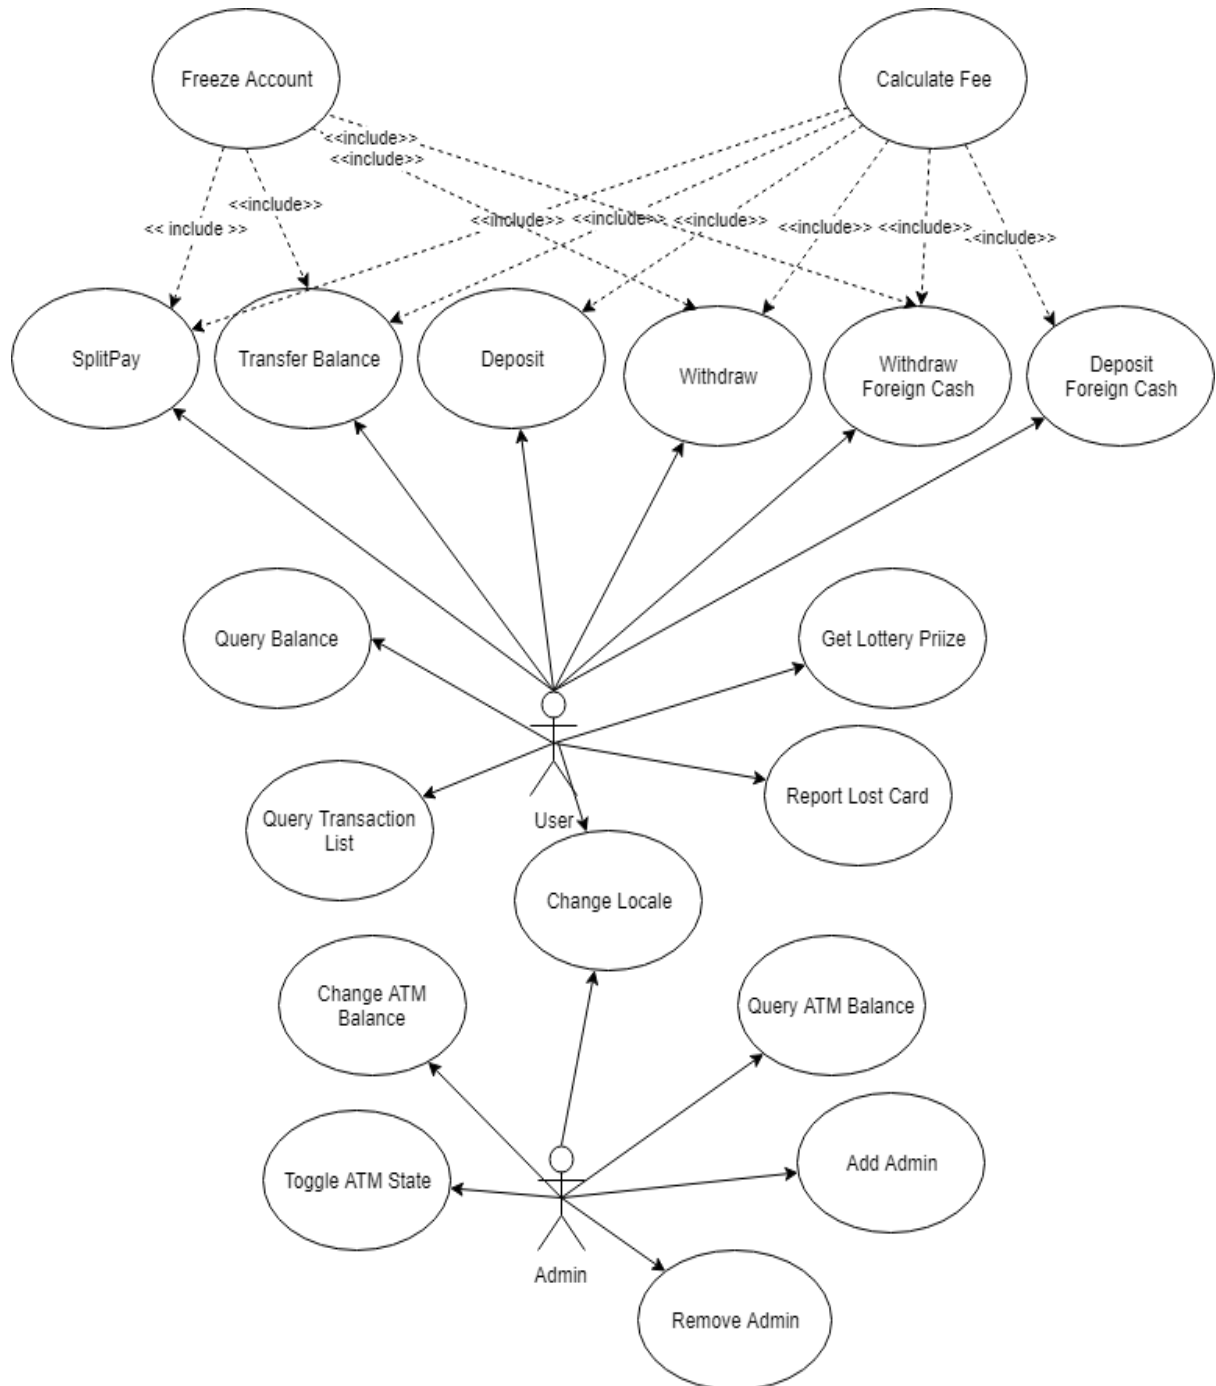 Freeze Account
Calculate Fee
<<include>>
<<include>>
<<include>>
<< include >>
<<include>>
<<include>>
<<include>>
<<include>>
<<include>>
<<include>>
SplitPay
Transfer Balance
Deposit
Withdraw
Withdraw
Foreign Cash
Deposit
Foreign Cash
Query Balance
Get Lottery Priize
Query Transaction
List
User
Report Lost Card
Change Locale
Change ATM
Balance
Query ATM Balance
Toggle ATM State
Add Admin
Admin
Remove Admin